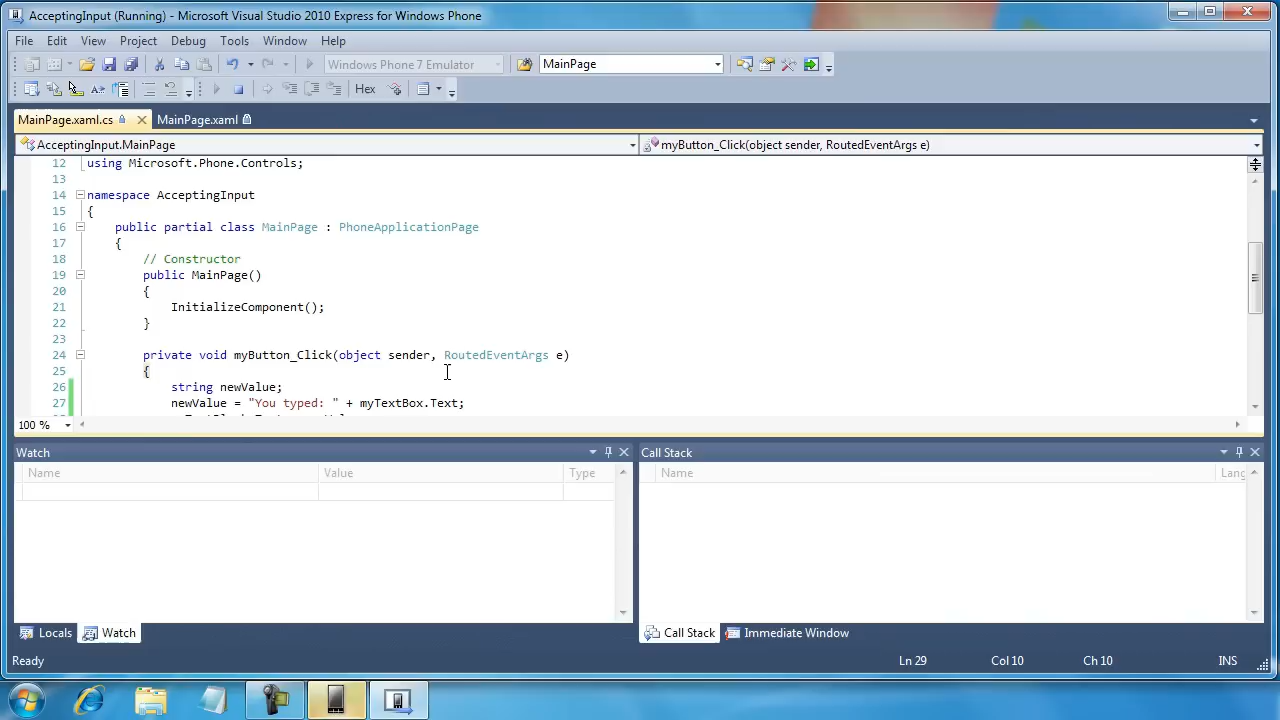 AcceptingInput (Running) - Microsoft Visual Studio 2010 Express for Windows Phone
File Edit View Project Debug Tools Window Help
Windows Phone 7 Emulator MainPage
Hex
MainPage.xaml.cs MainPage.xaml
AcceptingInput.MainPage myButton_Click(object sender, RoutedEventArgs e)
12 using Microsoft.Phone.Controls;
13
14 namespace AcceptingInput
15 {
16 public partial class MainPage : PhoneApplicationPage
17 {
18 // Constructor
19 public MainPage()
20 {
21 InitializeComponent();
22 }
23
24 private void myButton_Click(object sender, RoutedEventArgs e)
25 {
26 string newValue;
27 newValue = "You typed: " + myTextBox.Text;
100 %
Watch Call Stack
Name Value Type Name Lang
Locals Watch Call Stack Immediate Window
Ready Ln 29 Col 10 Ch 10 INS